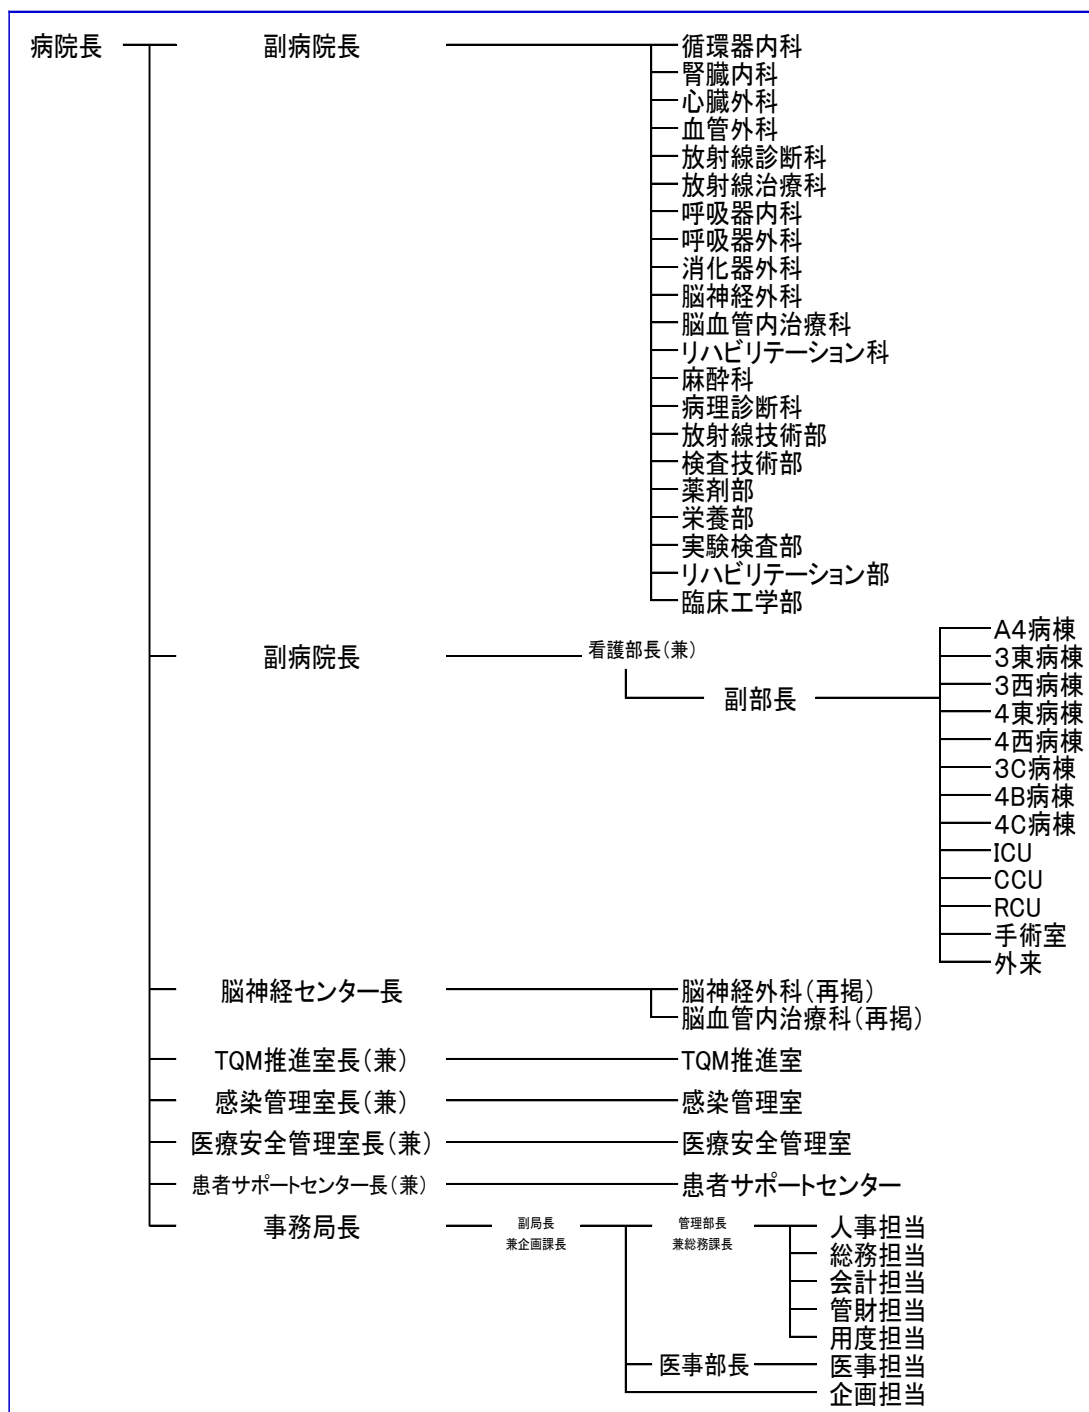 病院長 副病院長 循環器内科
腎臓内科
心臓外科
血管外科
放射線診断科
放射線治療科
呼吸器内科
呼吸器外科
消化器外科
脳神経外科
脳血管内治療科
リハビリテーション科
麻酔科
病理診断科
放射線技術部
検査技術部
薬剤部
栄養部
実験検査部
リハビリテーション部
臨床工学部
副病院長 看護部長(兼)
副部長
A4病棟
3東病棟
3西病棟
4東病棟
4西病棟
3C病棟
4B病棟
4C病棟
ICU
CCU
RCU
手術室
外来
脳神経センター長 脳神経外科(再掲)
脳血管内治療科(再掲)
TQM推進室長(兼) TQM推進室
感染管理室長(兼) 感染管理室
医療安全管理室長(兼) 医療安全管理室
患者サポートセンター長(兼) 患者サポートセンター
事務局長
副局長
兼企画課長
管理部長
兼総務課長
人事担当
総務担当
会計担当
管財担当
用度担当
医事部長 医事担当
企画担当